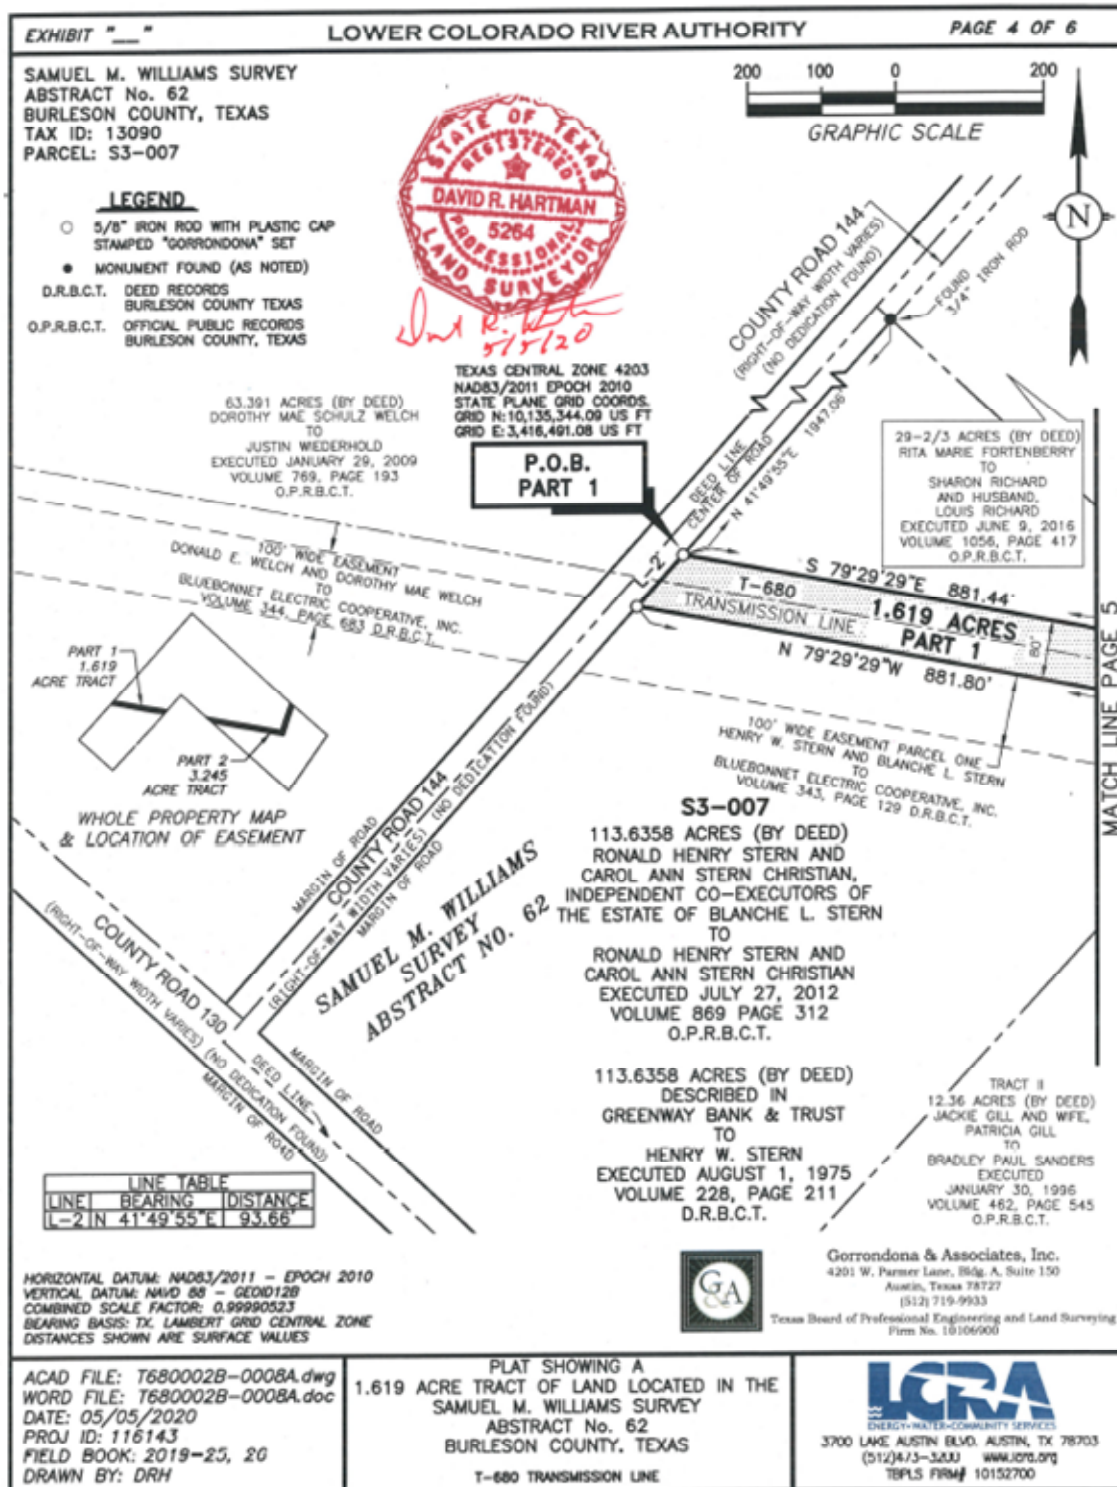 EXHIBIT "__"
LOWER COLORADO RIVER AUTHORITY
PAGE 4 OF 6
SAMUEL M. WILLIAMS SURVEY
ABSTRACT No. 62
BURLESON COUNTY, TEXAS
TAX ID: 13090
PARCEL: S3-007
LEGEND
5/8" IRON ROD WITH PLASTIC CAP
STAMPED "GORRONDONA" SET
MONUMENT FOUND (AS NOTED)
D.R.B.C.T. DEED RECORDS
BURLESON COUNTY TEXAS
O.P.R.B.C.T. OFFICIAL PUBLIC RECORDS
BURLESON COUNTY, TEXAS
STATE OF TEXAS
REGISTERED
DAVID R. HARTMAN
5264
PROFESSIONAL
LAND SURVEYOR
5/5/20
200 100 0 200
GRAPHIC SCALE
N
TEXAS CENTRAL ZONE 4203
NAD83/2011 EPOCH 2010
STATE PLANE GRID COORDS.
GRID N:10,135,344.09 US FT
GRID E:3,416,491.08 US FT
P.O.B.
PART 1
63.391 ACRES (BY DEED)
DOROTHY MAE SCHULZ WELCH
TO
JUSTIN WIEDERHOLD
EXECUTED JANUARY 29, 2009
VOLUME 769, PAGE 193
O.P.R.B.C.T.
COUNTY ROAD 144
(RIGHT-OF-WAY WIDTH VARIES)
(NO DEDICATION FOUND)
FOUND
3/4" IRON ROD
DEED LINE
CENTER OF ROAD
N 41°49'55"E 1947.06'
29-2/3 ACRES (BY DEED)
RITA MARIE FORTENBERRY
TO
SHARON RICHARD
AND HUSBAND,
LOUIS RICHARD
EXECUTED JUNE 9, 2016
VOLUME 1056, PAGE 417
O.P.R.B.C.T.
100' WIDE EASEMENT
DONALD E. WELCH AND DOROTHY MAE WELCH
TO
BLUEBONNET ELECTRIC COOPERATIVE, INC.
VOLUME 344, PAGE 683 D.R.B.C.T.
L-2
S 79°29'29"E 881.44'
T-680
TRANSMISSION LINE
1.619 ACRES
PART 1
80'
N 79°29'29"W 881.80'
MATCH LINE PAGE 5
100' WIDE EASEMENT PARCEL ONE
HENRY W. STERN AND BLANCHE L. STERN
TO
BLUEBONNET ELECTRIC COOPERATIVE, INC.
VOLUME 343, PAGE 129 D.R.B.C.T.
PART 1
1.619
ACRE TRACT
PART 2
3.245
ACRE TRACT
WHOLE PROPERTY MAP
& LOCATION OF EASEMENT
MARGIN OF ROAD
COUNTY ROAD 144
(RIGHT-OF-WAY WIDTH VARIES) (NO DEDICATION FOUND)
MARGIN OF ROAD
SAMUEL M. WILLIAMS
SURVEY
ABSTRACT NO. 62
S3-007
113.6358 ACRES (BY DEED)
RONALD HENRY STERN AND
CAROL ANN STERN CHRISTIAN,
INDEPENDENT CO-EXECUTORS OF
THE ESTATE OF BLANCHE L. STERN
TO
RONALD HENRY STERN AND
CAROL ANN STERN CHRISTIAN
EXECUTED JULY 27, 2012
VOLUME 869 PAGE 312
O.P.R.B.C.T.
113.6358 ACRES (BY DEED)
DESCRIBED IN
GREENWAY BANK & TRUST
TO
HENRY W. STERN
EXECUTED AUGUST 1, 1975
VOLUME 228, PAGE 211
D.R.B.C.T.
COUNTY ROAD 130
(RIGHT-OF-WAY WIDTH VARIES) (NO DEDICATION FOUND)
DEED LINE
MARGIN OF ROAD
MARGIN OF ROAD
TRACT II
12.36 ACRES (BY DEED)
JACKIE GILL AND WIFE,
PATRICIA GILL
TO
BRADLEY PAUL SANDERS
EXECUTED
JANUARY 30, 1996
VOLUME 462, PAGE 545
O.P.R.B.C.T.
LINE TABLE
LINE BEARING DISTANCE
L-2 N 41°49'55"E 93.66'
HORIZONTAL DATUM: NAD83/2011 - EPOCH 2010
VERTICAL DATUM: NAVD 88 - GEOID12B
COMBINED SCALE FACTOR: 0.99990523
BEARING BASIS: TX. LAMBERT GRID CENTRAL ZONE
DISTANCES SHOWN ARE SURFACE VALUES
G&A
Gorrondona & Associates, Inc.
4201 W. Parmer Lane, Bldg. A, Suite 150
Austin, Texas 78727
(512) 719-9933
Texas Board of Professional Engineering and Land Surveying
Firm No. 10106900
ACAD FILE: T680002B-0008A.dwg
WORD FILE: T680002B-0008A.doc
DATE: 05/05/2020
PROJ ID: 116143
FIELD BOOK: 2019-25, 26
DRAWN BY: DRH
PLAT SHOWING A
1.619 ACRE TRACT OF LAND LOCATED IN THE
SAMUEL M. WILLIAMS SURVEY
ABSTRACT No. 62
BURLESON COUNTY, TEXAS
T-680 TRANSMISSION LINE
LCRA
ENERGY•WATER•COMMUNITY SERVICES
3700 LAKE AUSTIN BLVD. AUSTIN, TX 78703
(512)473-3200 www.lcra.org
TBPLS FIRM# 10152700